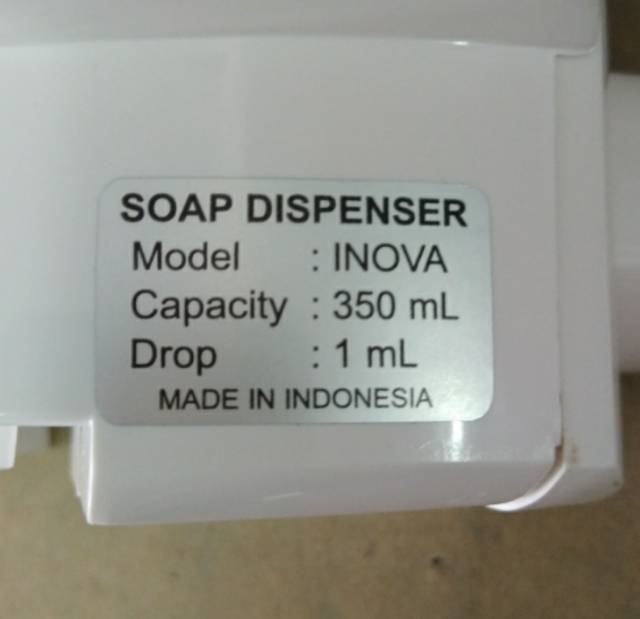 SOAP DISPENSER
Model : INOVA
Capacity : 350 mL
Drop : 1 mL
MADE IN INDONESIA